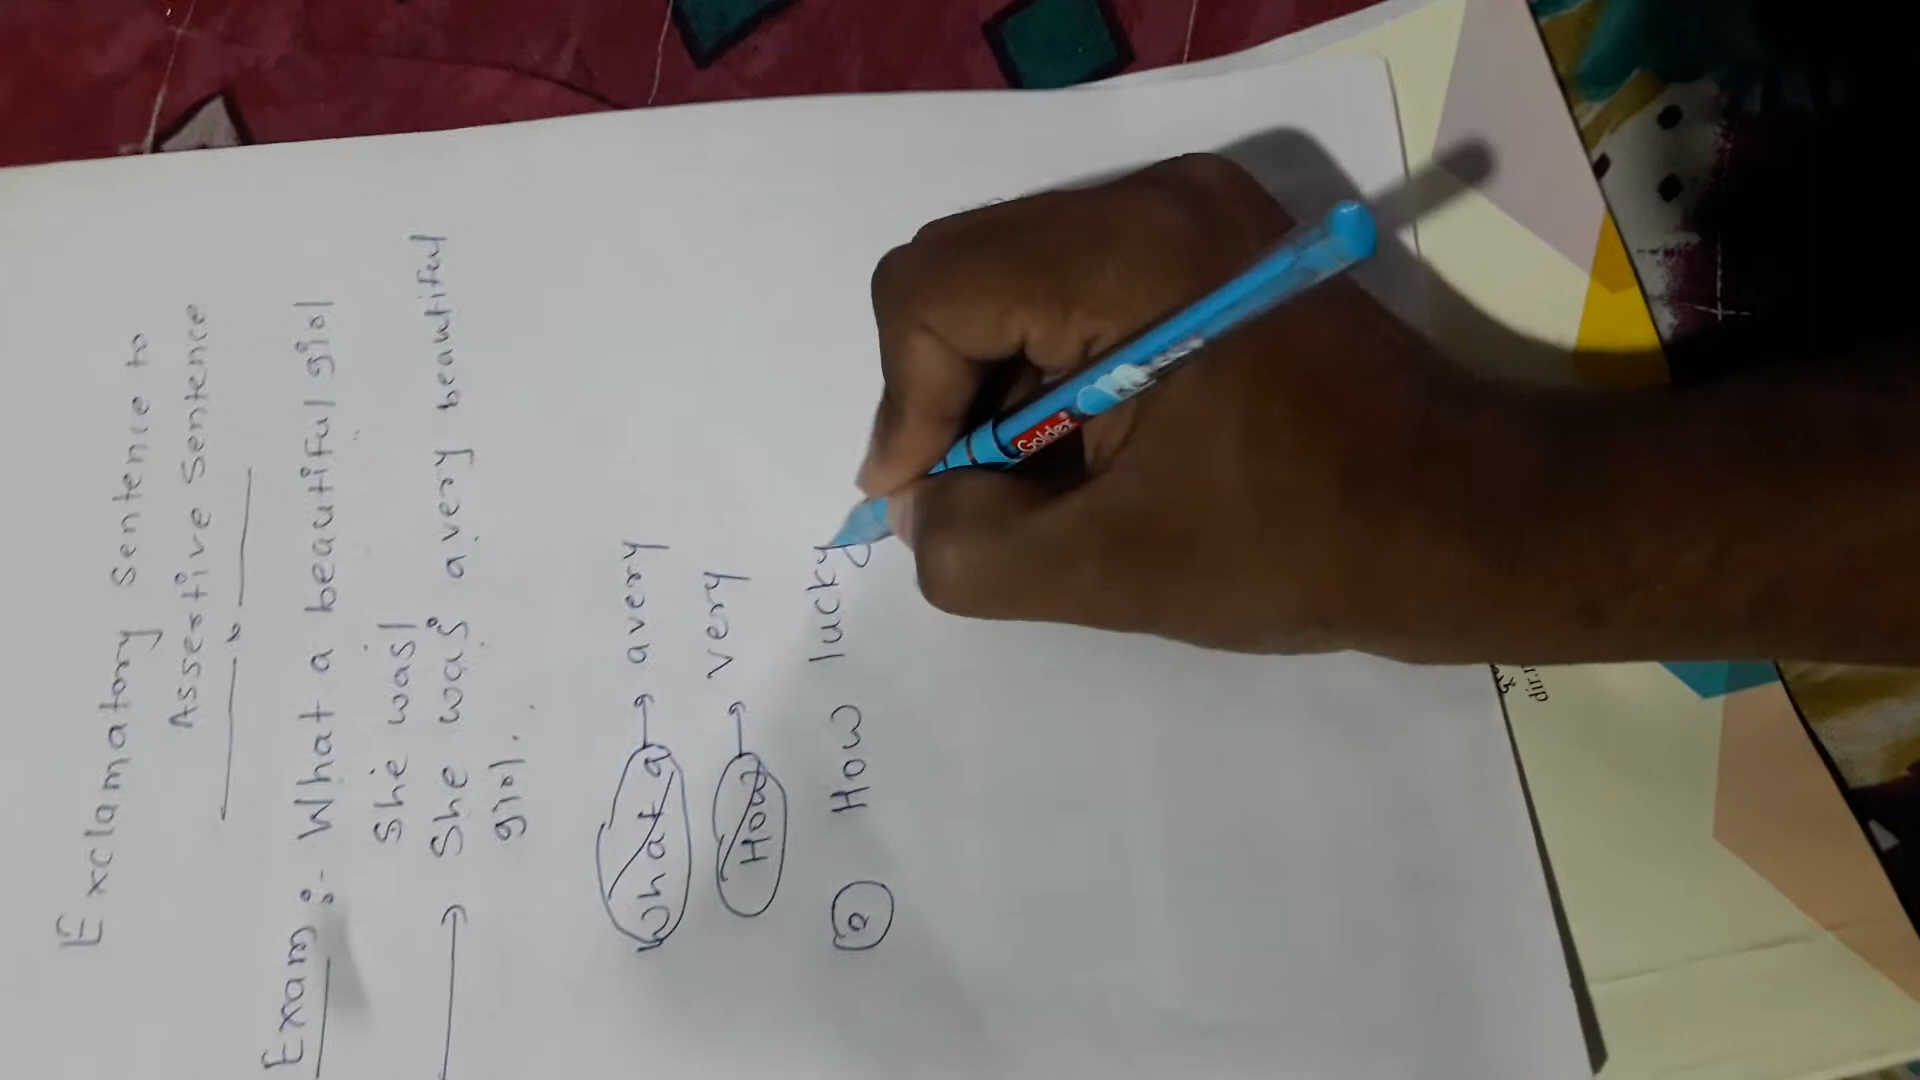 Exclamatory Sentence to
Assertive Sentence
Exam :- What a beautiful girl
She was!
→ She was a very beautiful
girl.
What a → a very
How → very
② How lucky
Goldex